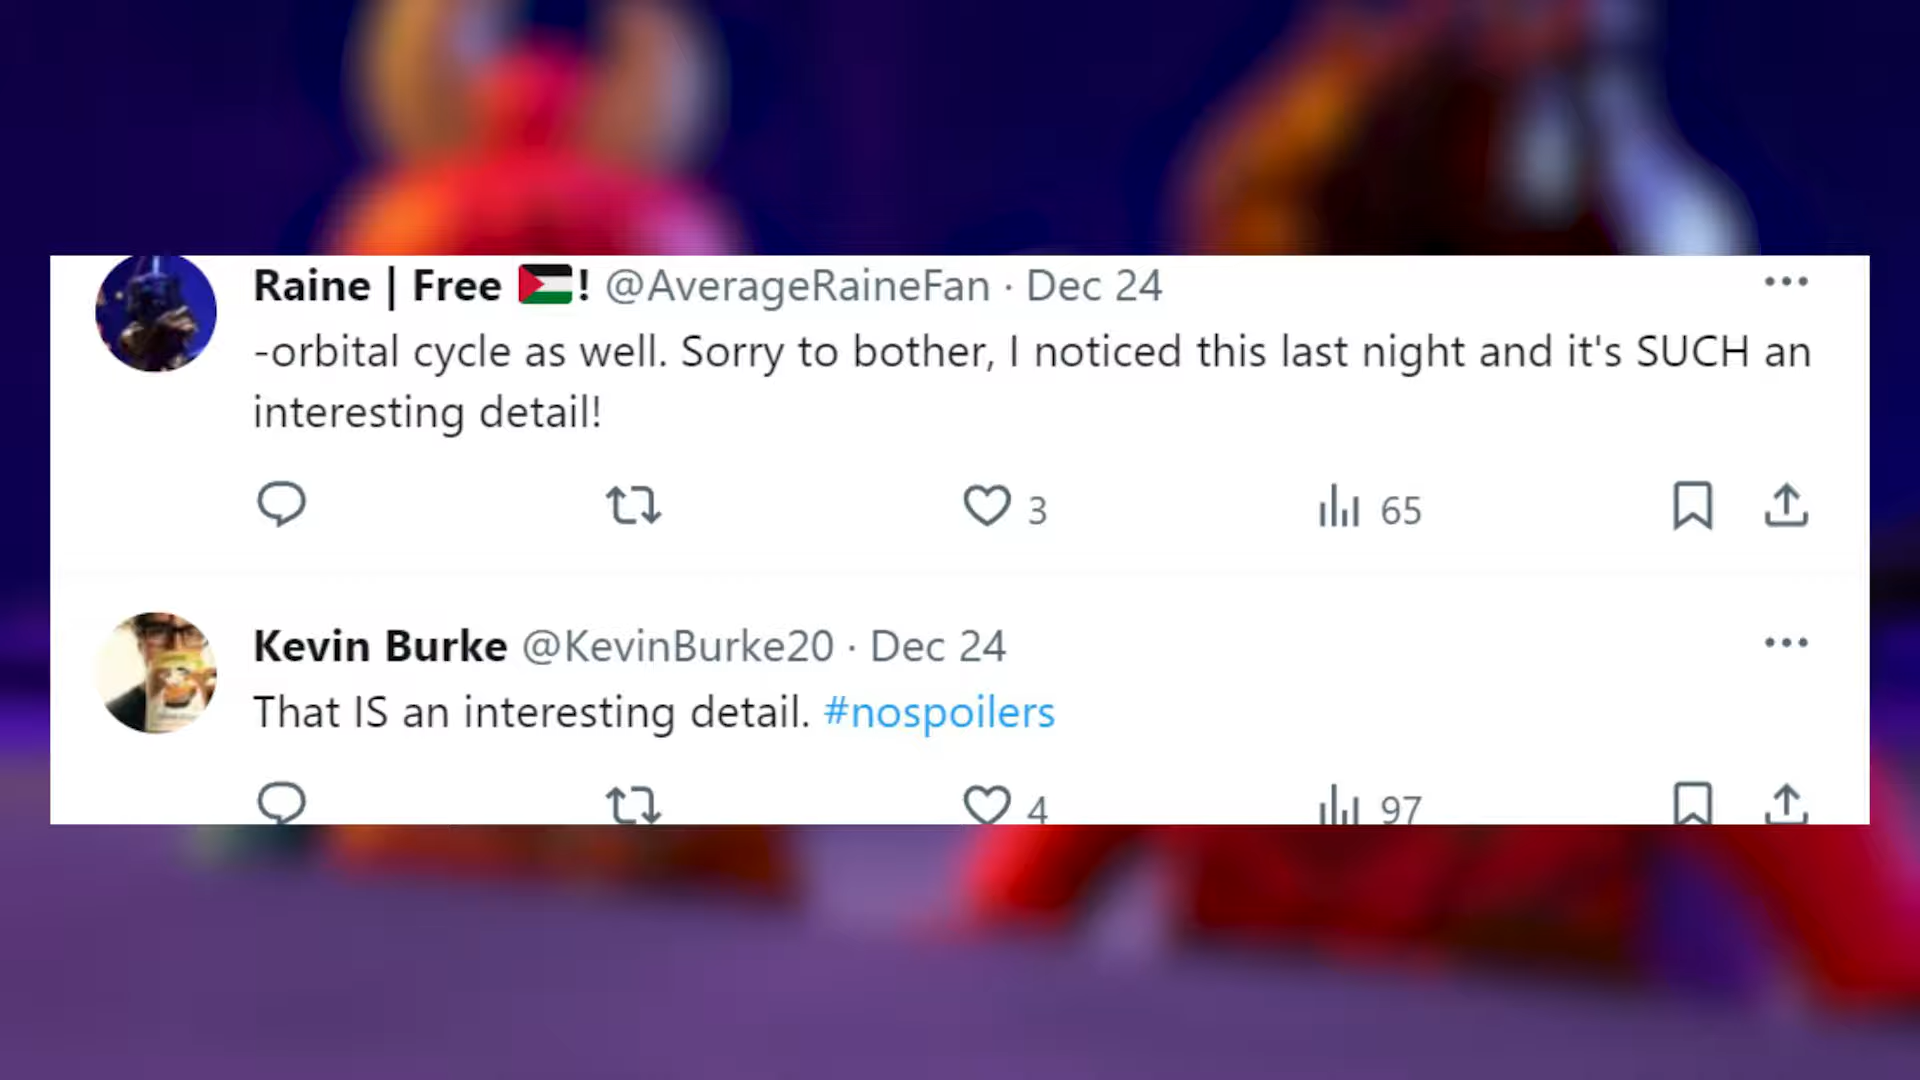 Raine | Free 🇵🇸! @AverageRaineFan · Dec 24
-orbital cycle as well. Sorry to bother, I noticed this last night and it's SUCH an
interesting detail!
3 65
Kevin Burke @KevinBurke20 · Dec 24
That IS an interesting detail. #nospoilers
4 97